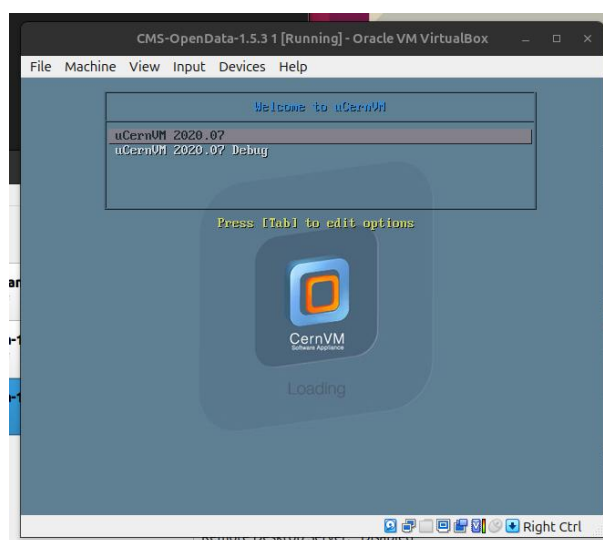 CMS-OpenData-1.5.3 1 [Running] - Oracle VM VirtualBox
File Machine View Input Devices Help
Welcome to uCernVM
uCernVM 2020.07
uCernVM 2020.07 Debug
Press [Tab] to edit options
CernVM
Software Appliance
Loading
Right Ctrl